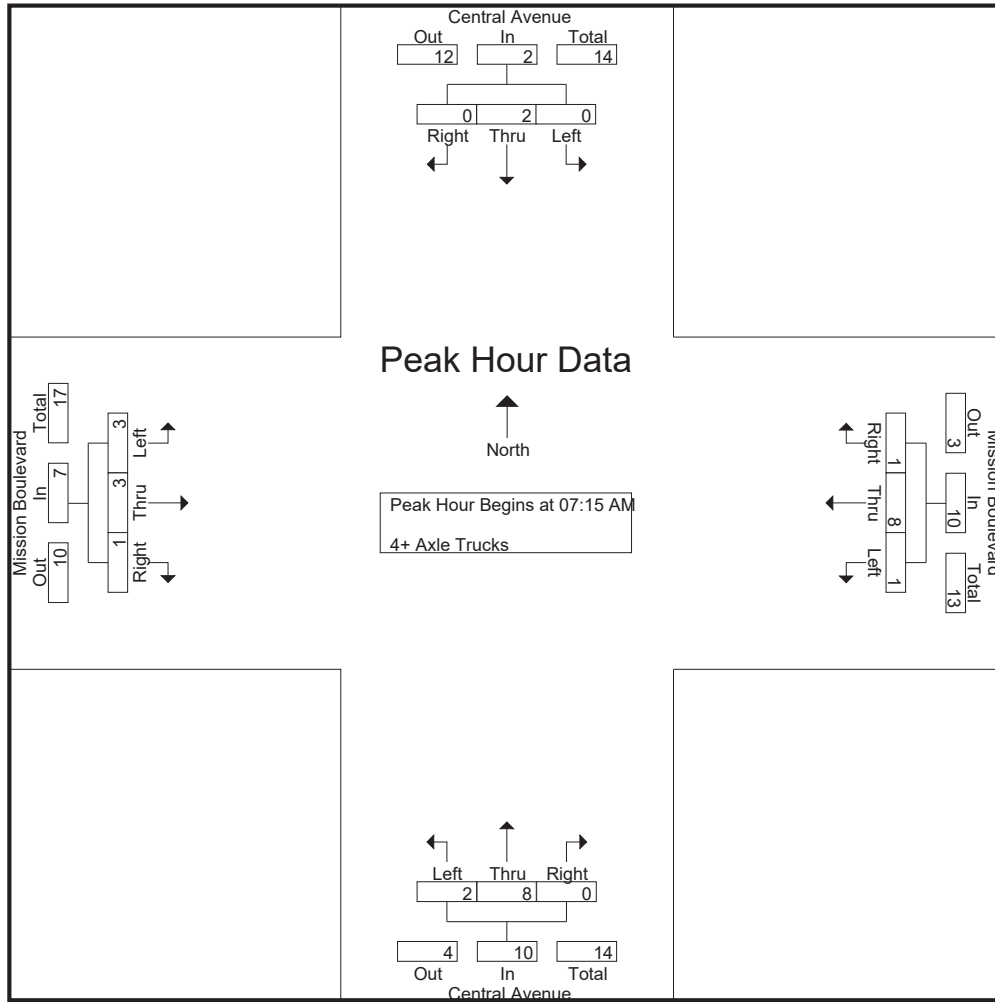 Central Avenue
Out In Total
12 2 14
0 2 0
Right Thru Left
Peak Hour Data
North
Peak Hour Begins at 07:15 AM
4+ Axle Trucks
Mission Boulevard
Total In Out
17 7 10
3 3 1
Left Thru Right
Mission Boulevard
Out In Total
3 10 13
1 8 1
Right Thru Left
Left Thru Right
2 8 0
4 10 14
Out In Total
Central Avenue